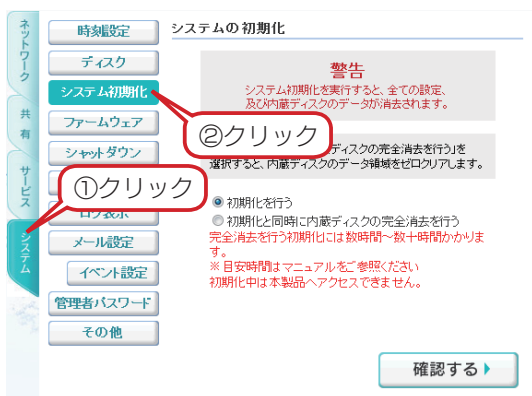 ネットワーク
共有
サービス
システム
時刻設定
ディスク
システム初期化
ファームウェア
シャットダウン
ログ表示
メール設定
イベント設定
管理者パスワード
その他
①クリック
②クリック
システムの初期化
警告
システム初期化を実行すると、全ての設定、
及び内蔵ディスクのデータが消去されます。
ディスクの完全消去を行う」を
選択すると、内蔵ディスクのデータ領域をゼロクリアします。
初期化を行う
初期化と同時に内蔵ディスクの完全消去を行う
完全消去を行う初期化には数時間～数十時間かかりま
す。
※目安時間はマニュアルをご参照ください
初期化中は本製品へアクセスできません。
確認する